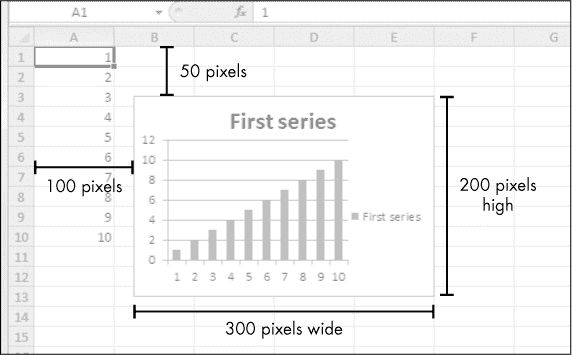 A1 fx 1
A B C D E F G
1 1
50 pixels
2 2
3 3
First series
4 4
12
5 5
10
6 6
8
100 pixels
7 7
6
200 pixels
high
8 8
4
First series
9 9
2
10 10
0
1 2 3 4 5 6 7 8 9 10
11
12
13
300 pixels wide
14
15